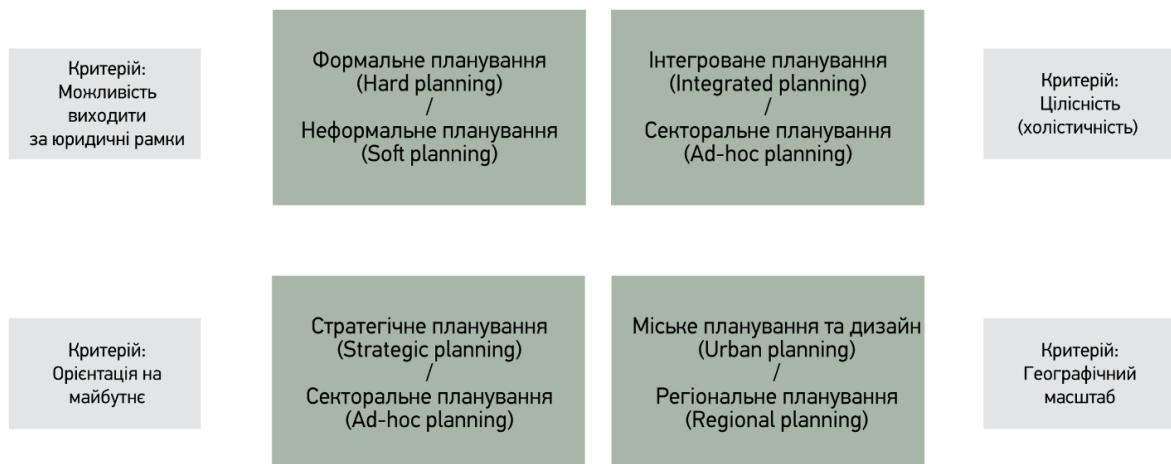 Критерій:
Можливість
виходити
за юридичні рамки
Формальне планування
(Hard planning)
/
Неформальне планування
(Soft planning)
Інтегроване планування
(Integrated planning)
/
Секторальне планування
(Ad-hoc planning)
Критерій:
Цілісність
(холістичність)
Критерій:
Орієнтація на
майбутнє
Стратегічне планування
(Strategic planning)
/
Секторальне планування
(Ad-hoc planning)
Міське планування та дизайн
(Urban planning)
/
Регіональне планування
(Regional planning)
Критерій:
Географічний
масштаб